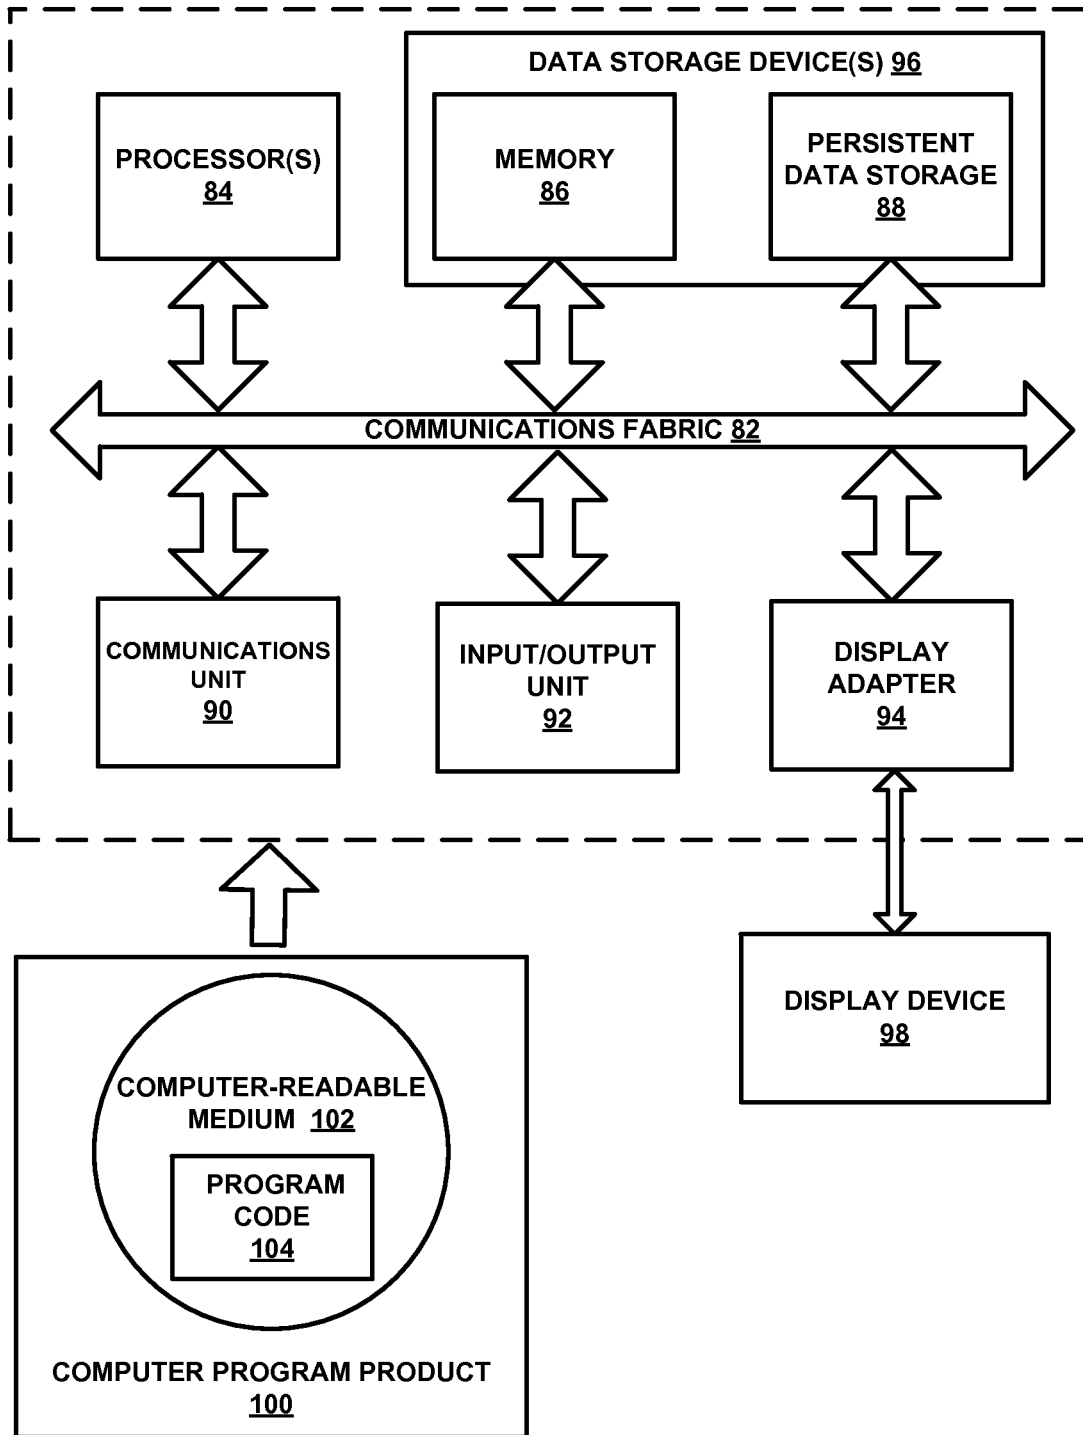 DATA STORAGE DEVICE(S) 96
PROCESSOR(S)
84
MEMORY
86
PERSISTENT
DATA STORAGE
88
COMMUNICATIONS FABRIC 82
COMMUNICATIONS
UNIT
90
INPUT/OUTPUT
UNIT
92
DISPLAY
ADAPTER
94
DISPLAY DEVICE
98
COMPUTER-READABLE
MEDIUM 102
PROGRAM
CODE
104
COMPUTER PROGRAM PRODUCT
100